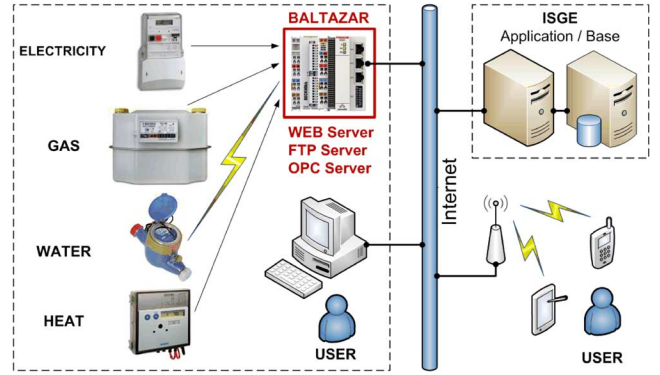 ELECTRICITY
GAS
WATER
HEAT
BALTAZAR
WEB Server
FTP Server
OPC Server
USER
Internet
ISGE
Application / Base
USER